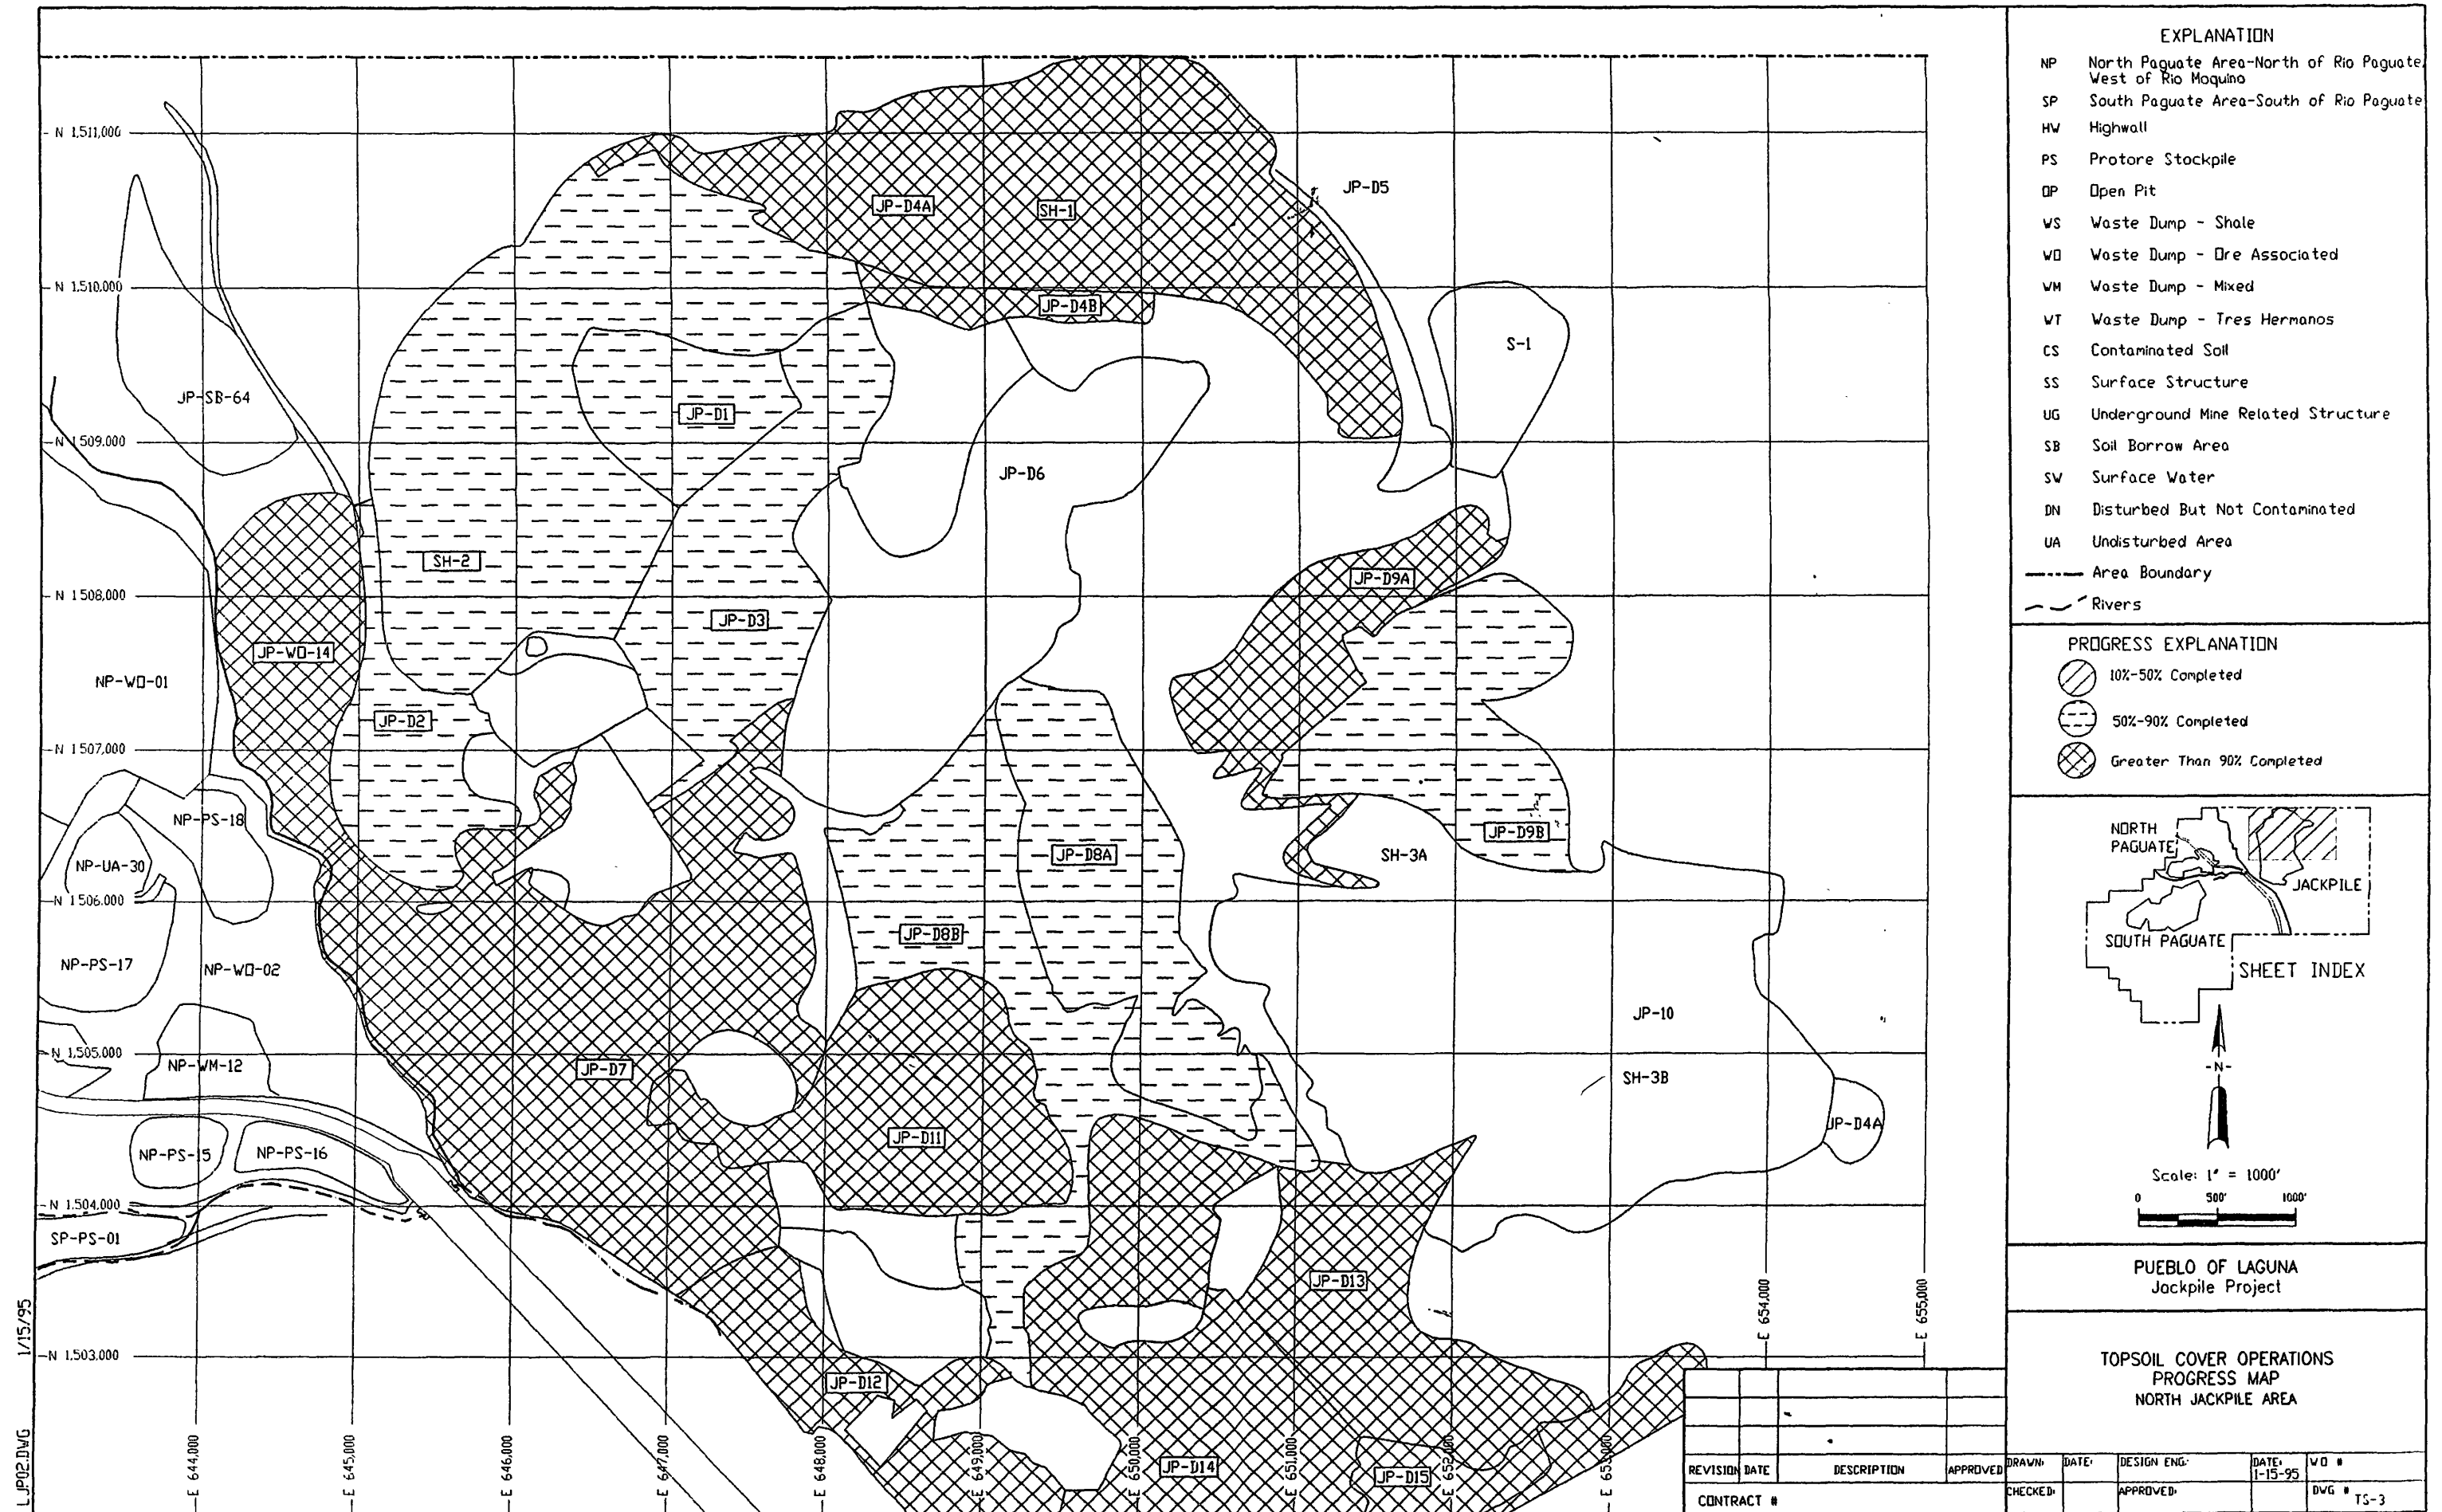 N 1,511,000
N 1,510,000
N 1,509,000
N 1,508,000
N 1,507,000
N 1,506,000
N 1,505,000
N 1,504,000
N 1,503,000
JP-D5
JP-D4A
SH-1
JP-D4B
S-1
JP-SB-64
JP-D1
JP-D6
SH-2
JP-D9A
JP-D3
JP-WO-14
NP-WO-01
JP-D2
NP-PS-18
JP-D9B
NP-UA-30
JP-D8A
SH-3A
JP-D8B
NP-PS-17
NP-WO-02
JP-10
NP-WM-12
JP-D7
SH-3B
JP-D4A
JP-D11
NP-PS-15
NP-PS-16
SP-PS-01
JP-D13
JP-D12
JP-D14
JP-D15
E 644,000
E 645,000
E 646,000
E 647,000
E 648,000
E 649,000
E 650,000
E 651,000
E 652,000
E 653,000
E 654,000
E 655,000
LJP02.DWG 1/15/95
EXPLANATION
NP North Paguate Area-North of Rio Paguate,
West of Rio Moquino
SP South Paguate Area-South of Rio Paguate
HW Highwall
PS Protore Stockpile
OP Open Pit
WS Waste Dump - Shale
WO Waste Dump - Ore Associated
WM Waste Dump - Mixed
WT Waste Dump - Tres Hermanos
CS Contaminated Soil
SS Surface Structure
UG Underground Mine Related Structure
SB Soil Borrow Area
SW Surface Water
DN Disturbed But Not Contaminated
UA Undisturbed Area
Area Boundary
Rivers
PROGRESS EXPLANATION
10%-50% Completed
50%-90% Completed
Greater Than 90% Completed
NORTH
PAGUATE
JACKPILE
SOUTH PAGUATE
SHEET INDEX
-N-
Scale: 1" = 1000'
0 500' 1000'
PUEBLO OF LAGUNA
Jackpile Project
TOPSOIL COVER OPERATIONS
PROGRESS MAP
NORTH JACKPILE AREA
REVISION DATE DESCRIPTION APPROVED
CONTRACT #
DRAWN: DATE: DESIGN ENG: DATE: 1-15-95 WO #
CHECKED: APPROVED: DWG # TS-3